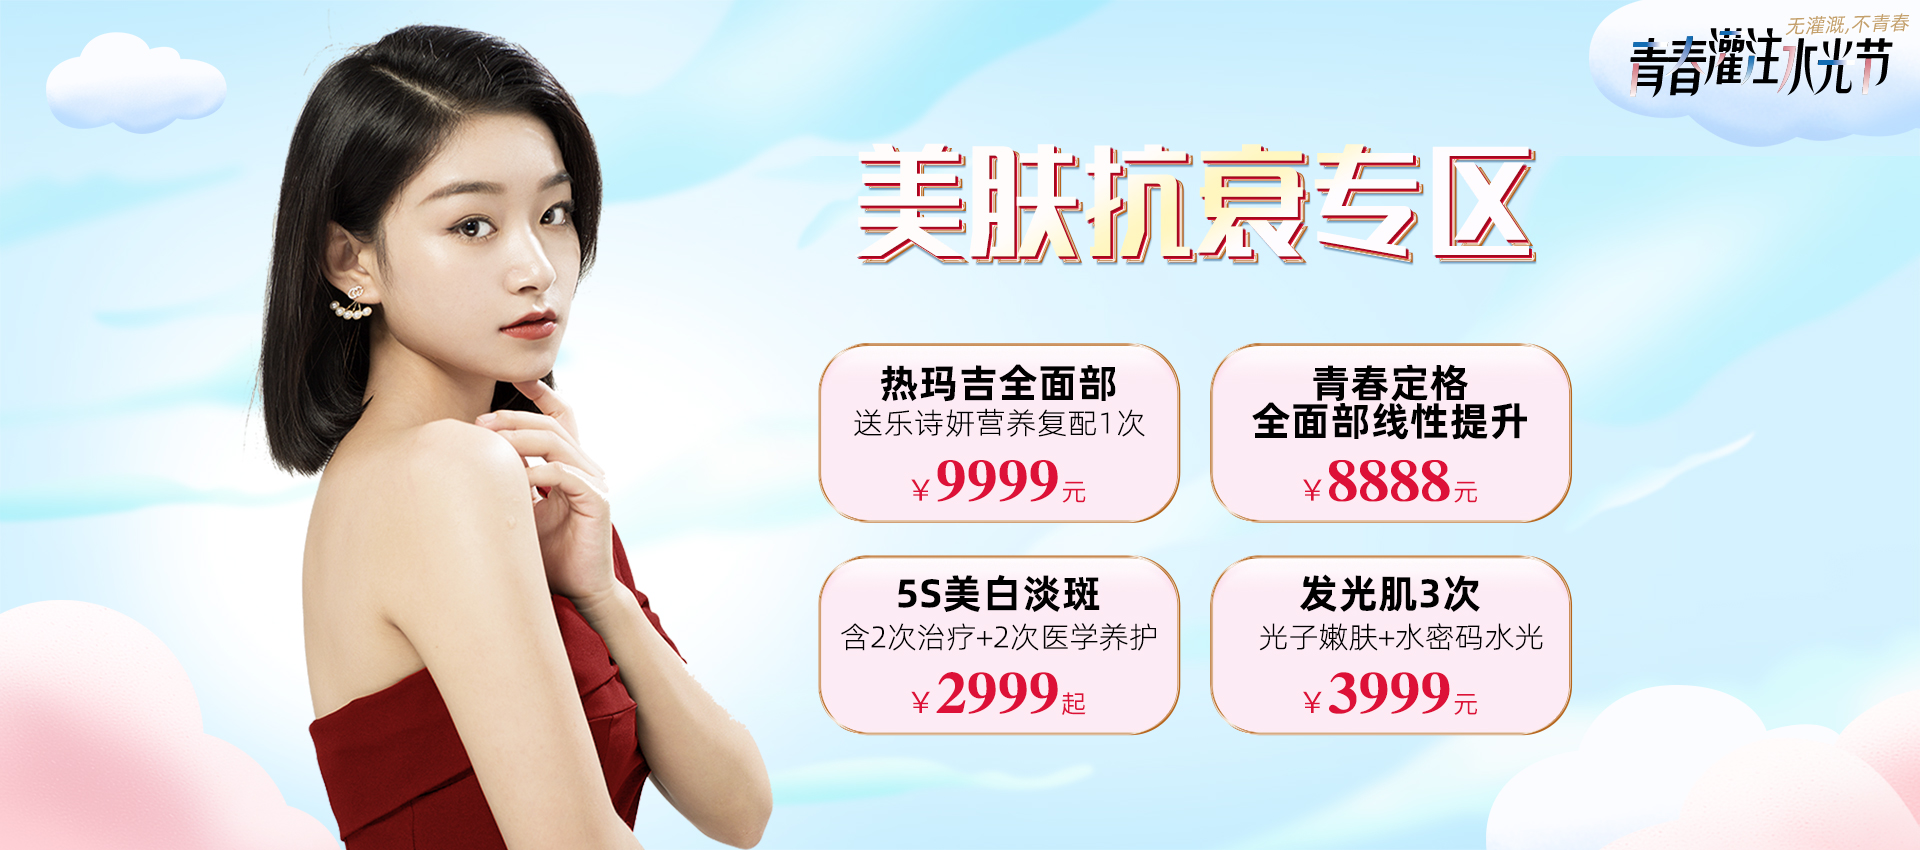 无灌溉,不青春
青春灌注水光节
美肤抗衰专区
热玛吉全面部
送乐诗妍营养复配1次
￥9999元
青春定格
全面部线性提升
￥8888元
5S美白淡斑
含2次治疗+2次医学养护
￥2999起
发光肌3次
光子嫩肤+水密码水光
￥3999元